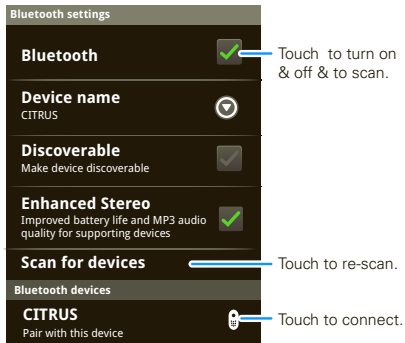 Bluetooth settings
Bluetooth
Touch to turn on
& off & to scan.
Device name
CITRUS
Discoverable
Make device discoverable
Enhanced Stereo
Improved battery life and MP3 audio
quality for supporting devices
Scan for devices
Touch to re-scan.
Bluetooth devices
CITRUS
Pair with this device
Touch to connect.